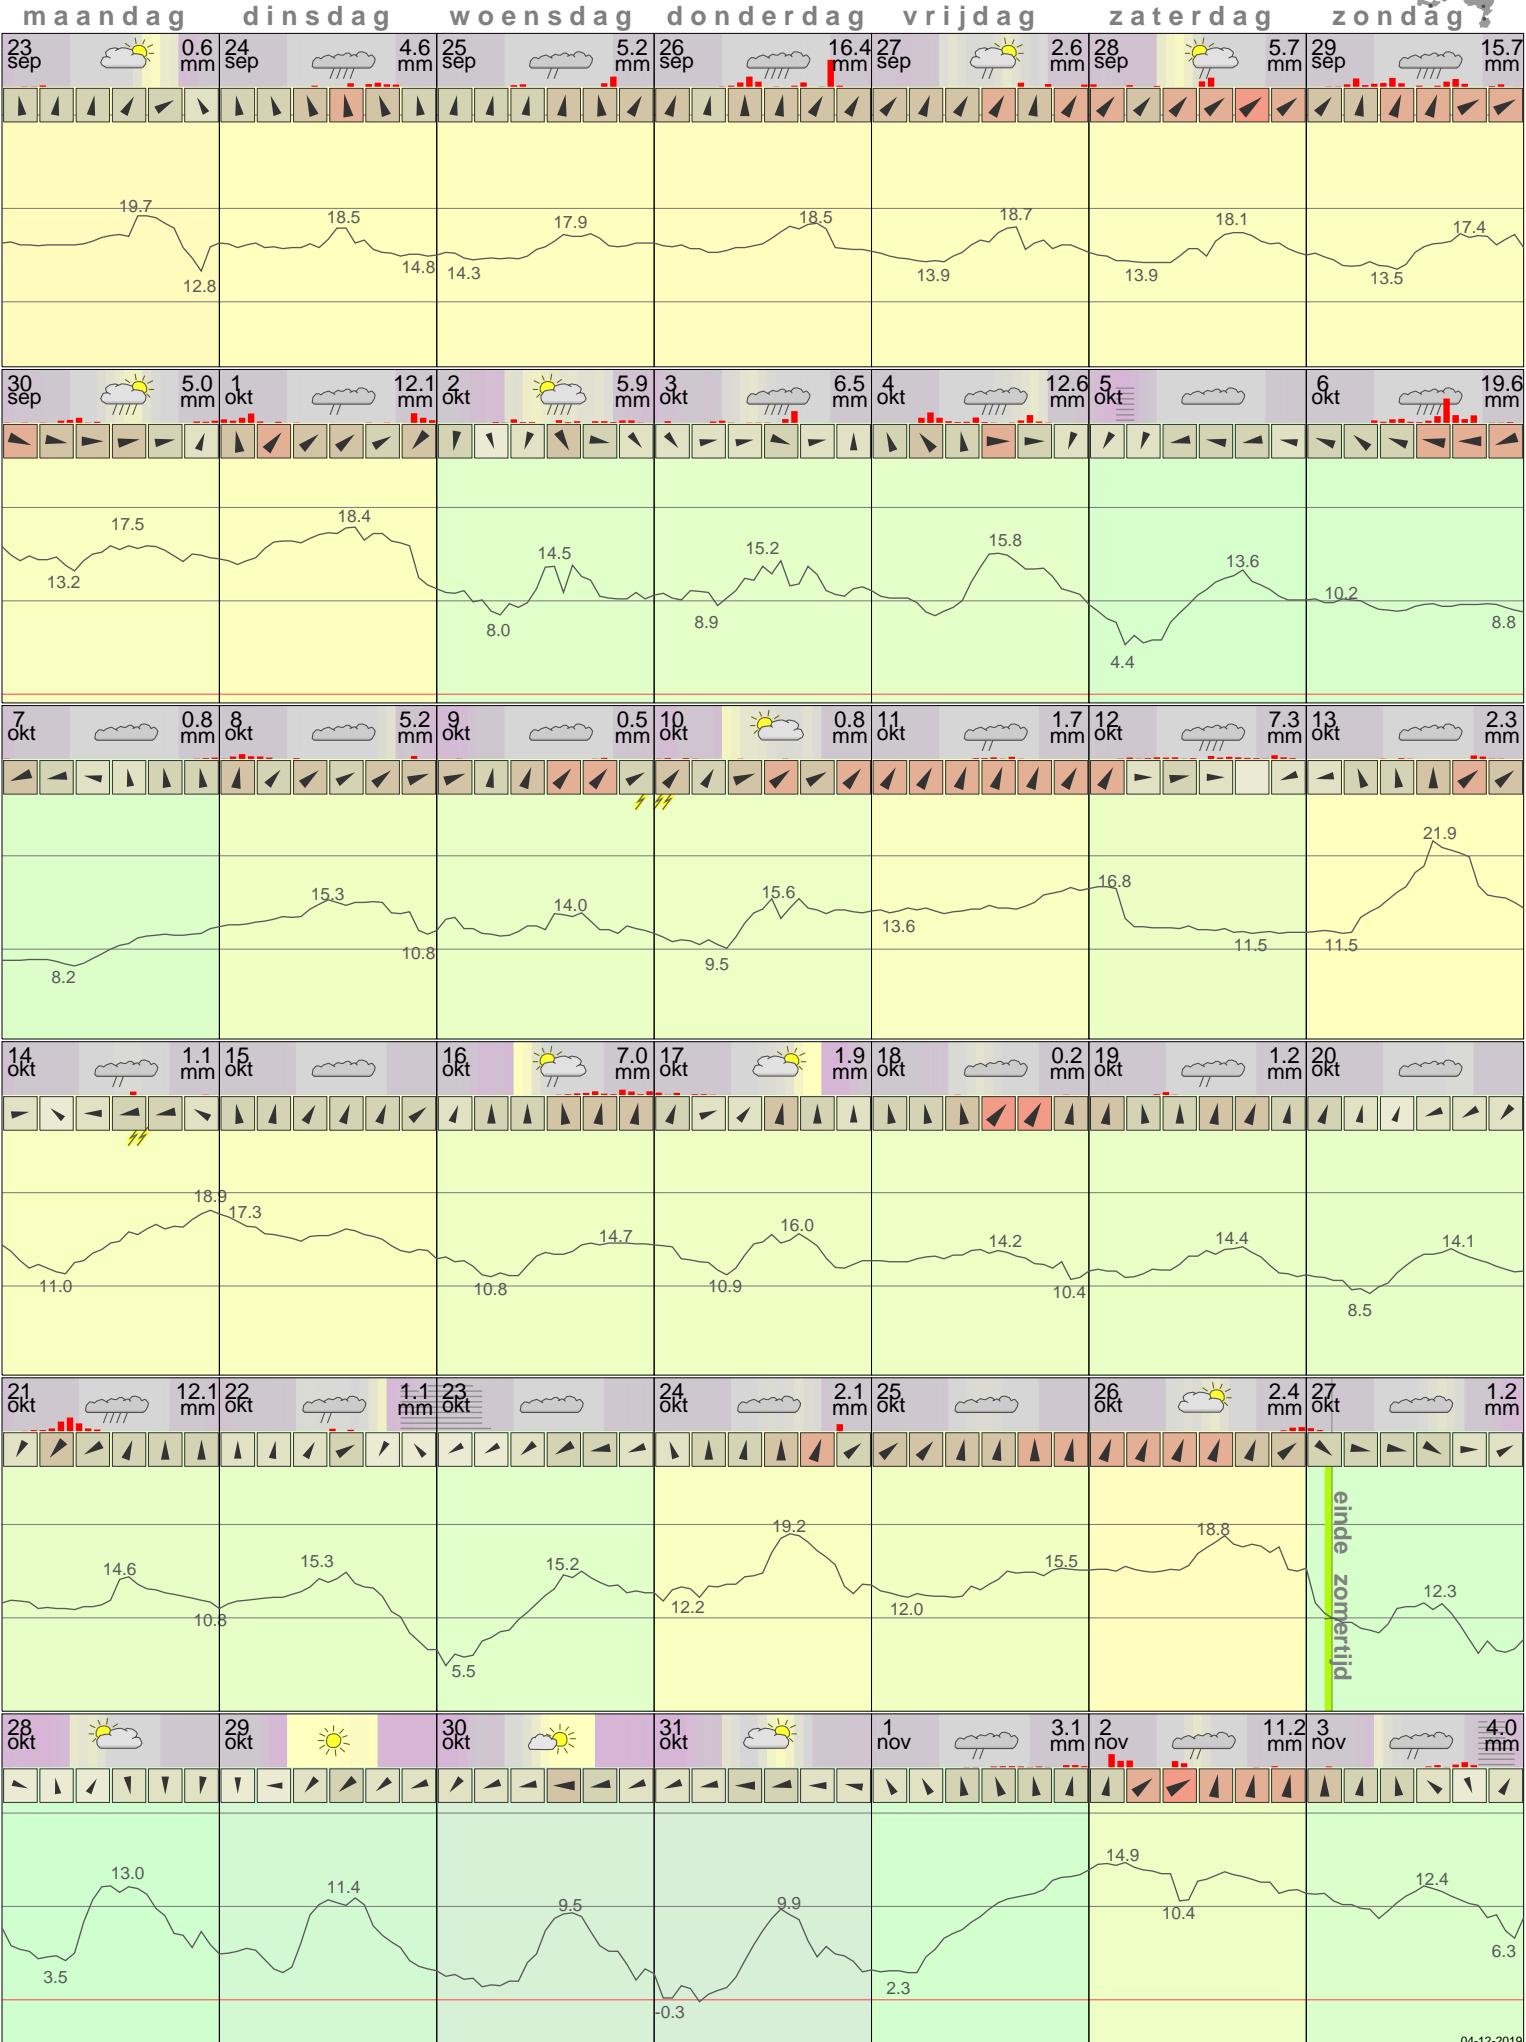 maandag dinsdag woensdag donderdag vrijdag zaterdag zondag
23 sep 0.6 mm 24 sep 4.6 mm 25 sep 5.2 mm 26 sep 16.4 mm 27 sep 2.6 mm 28 sep 5.7 mm 29 sep 15.7 mm
19.7 12.8 18.5 14.8 14.3 17.9 18.5 13.9 18.7 13.9 18.1 13.5 17.4
30 sep 5.0 mm 1 okt 12.1 mm 2 okt 5.9 mm 3 okt 6.5 mm 4 okt 12.6 mm 5 okt 6 okt 19.6 mm
13.2 17.5 18.4 8.0 14.5 8.9 15.2 15.8 4.4 13.6 10.2 8.8
7 okt 0.8 mm 8 okt 5.2 mm 9 okt 0.5 mm 10 okt 0.8 mm 11 okt 1.7 mm 12 okt 7.3 mm 13 okt 2.3 mm
8.2 15.3 10.8 14.0 9.5 15.6 13.6 16.8 11.5 11.5 21.9
14 okt 1.1 mm 15 okt 16 okt 7.0 mm 17 okt 1.9 mm 18 okt 0.2 mm 19 okt 1.2 mm 20 okt
11.0 18.9 17.3 10.8 14.7 10.9 16.0 14.2 10.4 14.4 8.5 14.1
21 okt 12.1 mm 22 okt 1.1 mm 23 okt 24 okt 2.1 mm 25 okt 26 okt 2.4 mm 27 okt 1.2 mm
14.6 10.8 15.3 5.5 15.2 12.2 19.2 12.0 15.5 18.8 einde zomertijd 12.3
28 okt 29 okt 30 okt 31 okt 1 nov 3.1 mm 2 nov 11.2 mm 3 nov 4.0 mm
3.5 13.0 11.4 9.5 -0.3 9.9 2.3 14.9 10.4 12.4 6.3
04-12-2019